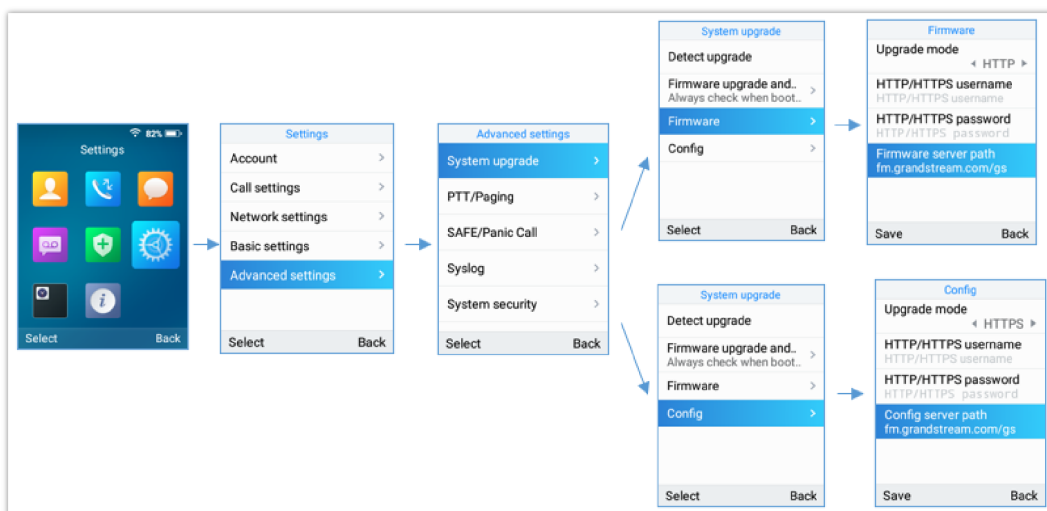 82%
Settings
Select Back
Settings
Account
Call settings
Network settings
Basic settings
Advanced settings
Select Back
Advanced settings
System upgrade
PTT/Paging
SAFE/Panic Call
Syslog
System security
Select Back
System upgrade
Detect upgrade
Firmware upgrade and..
Always check when boot..
Firmware
Config
Select Back
Firmware
Upgrade mode
HTTP
HTTP/HTTPS username
HTTP/HTTPS username
HTTP/HTTPS password
HTTP/HTTPS password
Firmware server path
fm.grandstream.com/gs
Save Back
System upgrade
Detect upgrade
Firmware upgrade and..
Always check when boot..
Firmware
Config
Select Back
Config
Upgrade mode
HTTPS
HTTP/HTTPS username
HTTP/HTTPS username
HTTP/HTTPS password
HTTP/HTTPS password
Config server path
fm.grandstream.com/gs
Save Back